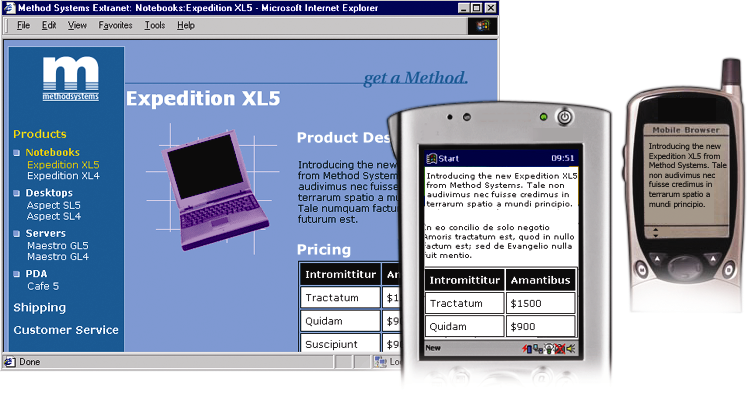 Method Systems Extranet: Notebooks:Expedition XL5 - Microsoft Internet Explorer
File Edit View Favorites Tools Help
m
methodsystems
get a Method.
Expedition XL5
Products
Notebooks
Expedition XL5
Expedition XL4
Desktops
Aspect SL5
Aspect SL4
Servers
Maestro GL5
Maestro GL4
PDA
Cafe 5
Shipping
Customer Service
Product Des
Introducing the new
from Method Systems.
audivimus nec fuisse
terrarum spatio a mu
Tale numquam factu
futurum est.
Pricing
Intromittitur Am
Tractatum $1
Quidam $9
Suscipiunt $9
Done
Lo
Start 09:51
Introducing the new Expedition XL5
from Method Systems. Tale non
audivimus nec fuisse credimus in
terrarum spatio a mundi principio.
In eo concilio de solo negotio
Amoris tractatum est, quod in nullo
factum est; sed de Evangelio nulla
fuit mentio.
Intromittitur Amantibus
Tractatum $1500
Quidam $900
New
Mobile Browser
Introducing the new
Expedition XL5 from
Method Systems. Tale
non audivimus nec
fuisse credimus in
terrarum spatio a
mundi principio.